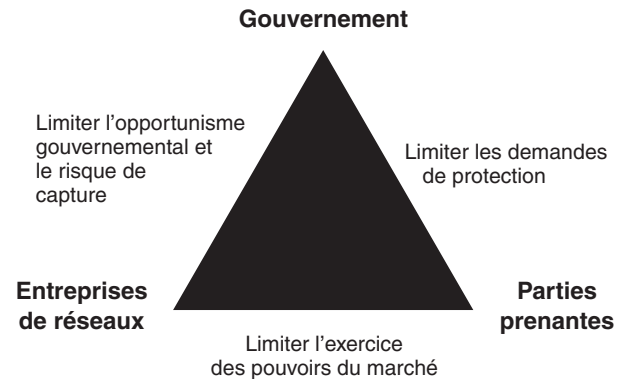 Gouvernement
Limiter l'opportunisme
gouvernemental et
le risque de
capture
Limiter les demandes
de protection
Entreprises
de réseaux
Parties
prenantes
Limiter l'exercice
des pouvoirs du marché